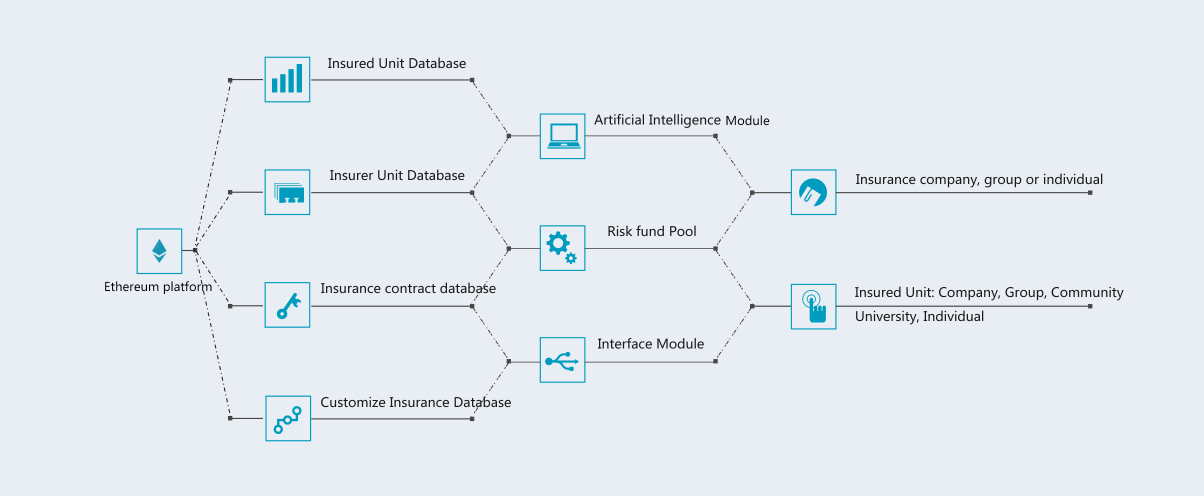 Ethereum platform
Insured Unit Database
Insurer Unit Database
Insurance contract database
Customize Insurance Database
Artificial Intelligence Module
Risk fund Pool
Interface Module
Insurance company, group or individual
Insured Unit: Company, Group, Community
University, Individual